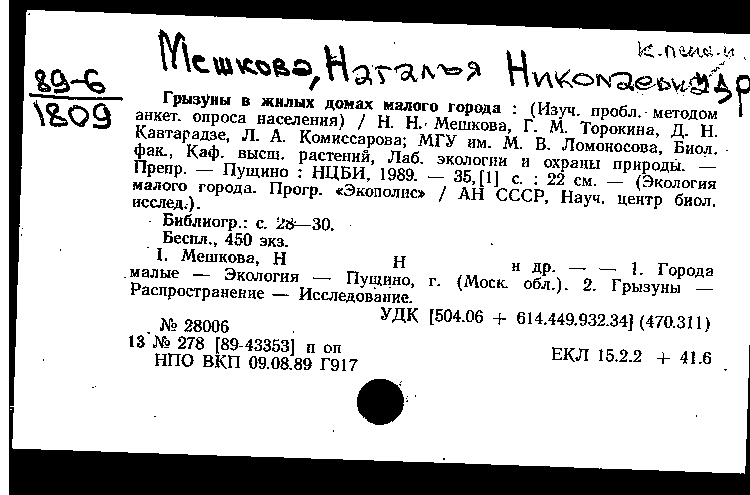 Мешкова, Наталья Николаевна и др
89-6
1809
Грызуны в жилых домах малого города : (Изуч. пробл. методом
анкет. опроса населения) / Н. Н. Мешкова, Г. М. Торокина, Д. Н.
Кавтарадзе, Л. А. Комиссарова; МГУ им. М. В. Ломоносова, Биол.
фак., Каф. высш. растений, Лаб. экологии и охраны природы. —
Препр. — Пущино : НЦБИ, 1989. — 35,[1] с. : 22 см. — (Экология
малого города. Прогр. «Экополис» / АН СССР, Науч. центр биол.
исслед.).
Библиогр.: с. 28—30.
Беспл., 450 экз.
I. Мешкова, Н Н и др. — — 1. Города
малые — Экология — Пущино, г. (Моск. обл.). 2. Грызуны —
Распространение — Исследование.
УДК [504.06 + 614.449.932.34] (470.311)
№ 28006
13 № 278 [89-43353] п оп
НПО ВКП 09.08.89 Г917
ЕКЛ 15.2.2 + 41.6